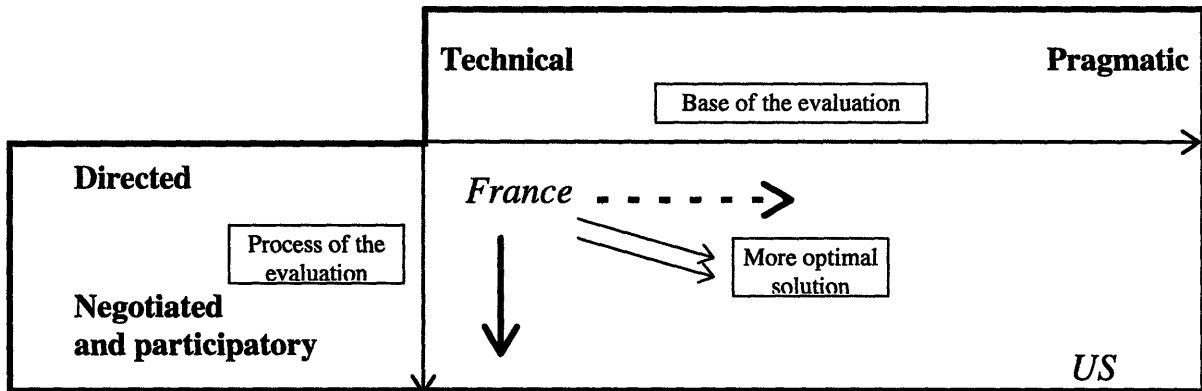 Technical
Pragmatic
Base of the evaluation
Directed
France
Process of the
evaluation
More optimal
solution
Negotiated
and participatory
US